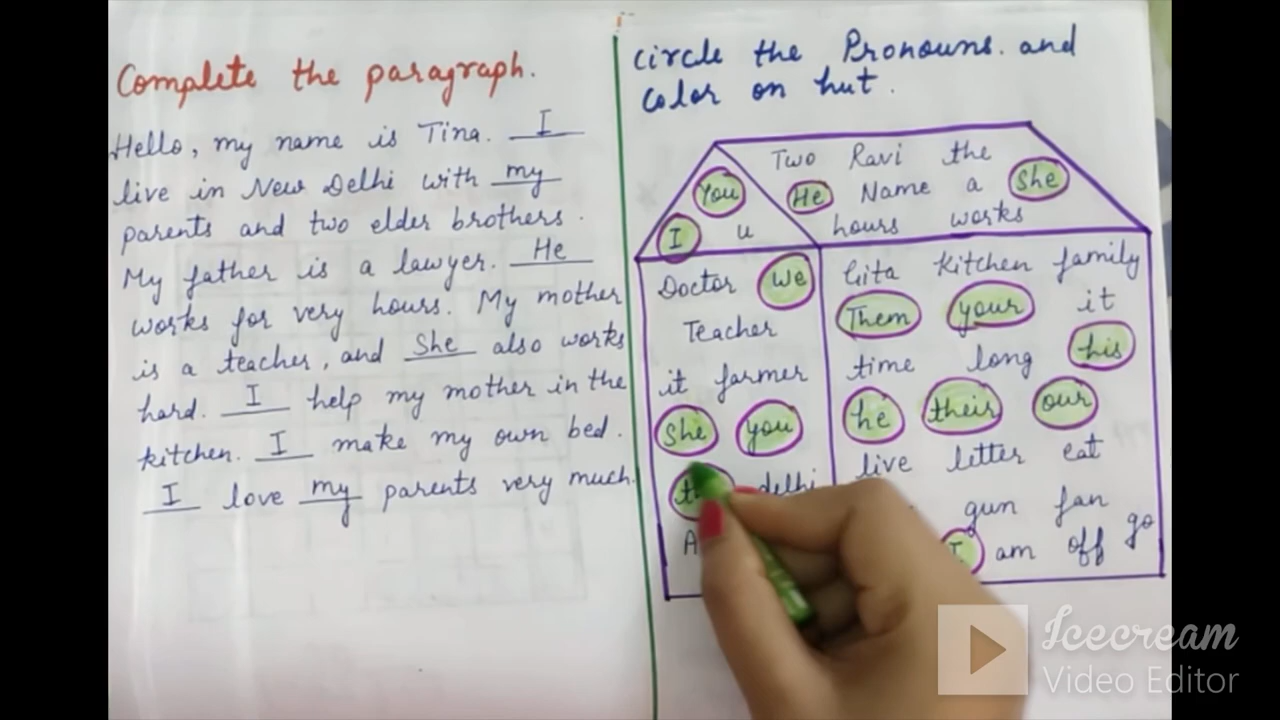 Complete the paragraph.
Hello, my name is Tina. I
live in New Delhi with my
parents and two elder brothers.
My father is a lawyer. He
works for very hours. My mother
is a teacher, and She also works
hard. I help my mother in the
kitchen. I make my own bed.
I love my parents very much.
Circle the Pronouns. and
Color on hut.
Two Ravi the
You He Name a She
I u hours works
Doctor we
Teacher
it farmer
She you
delhi
Gita Kitchen family
Them your it
time long his
he their our
live letter eat
gun fan
I am off go
Icecream
Video Editor